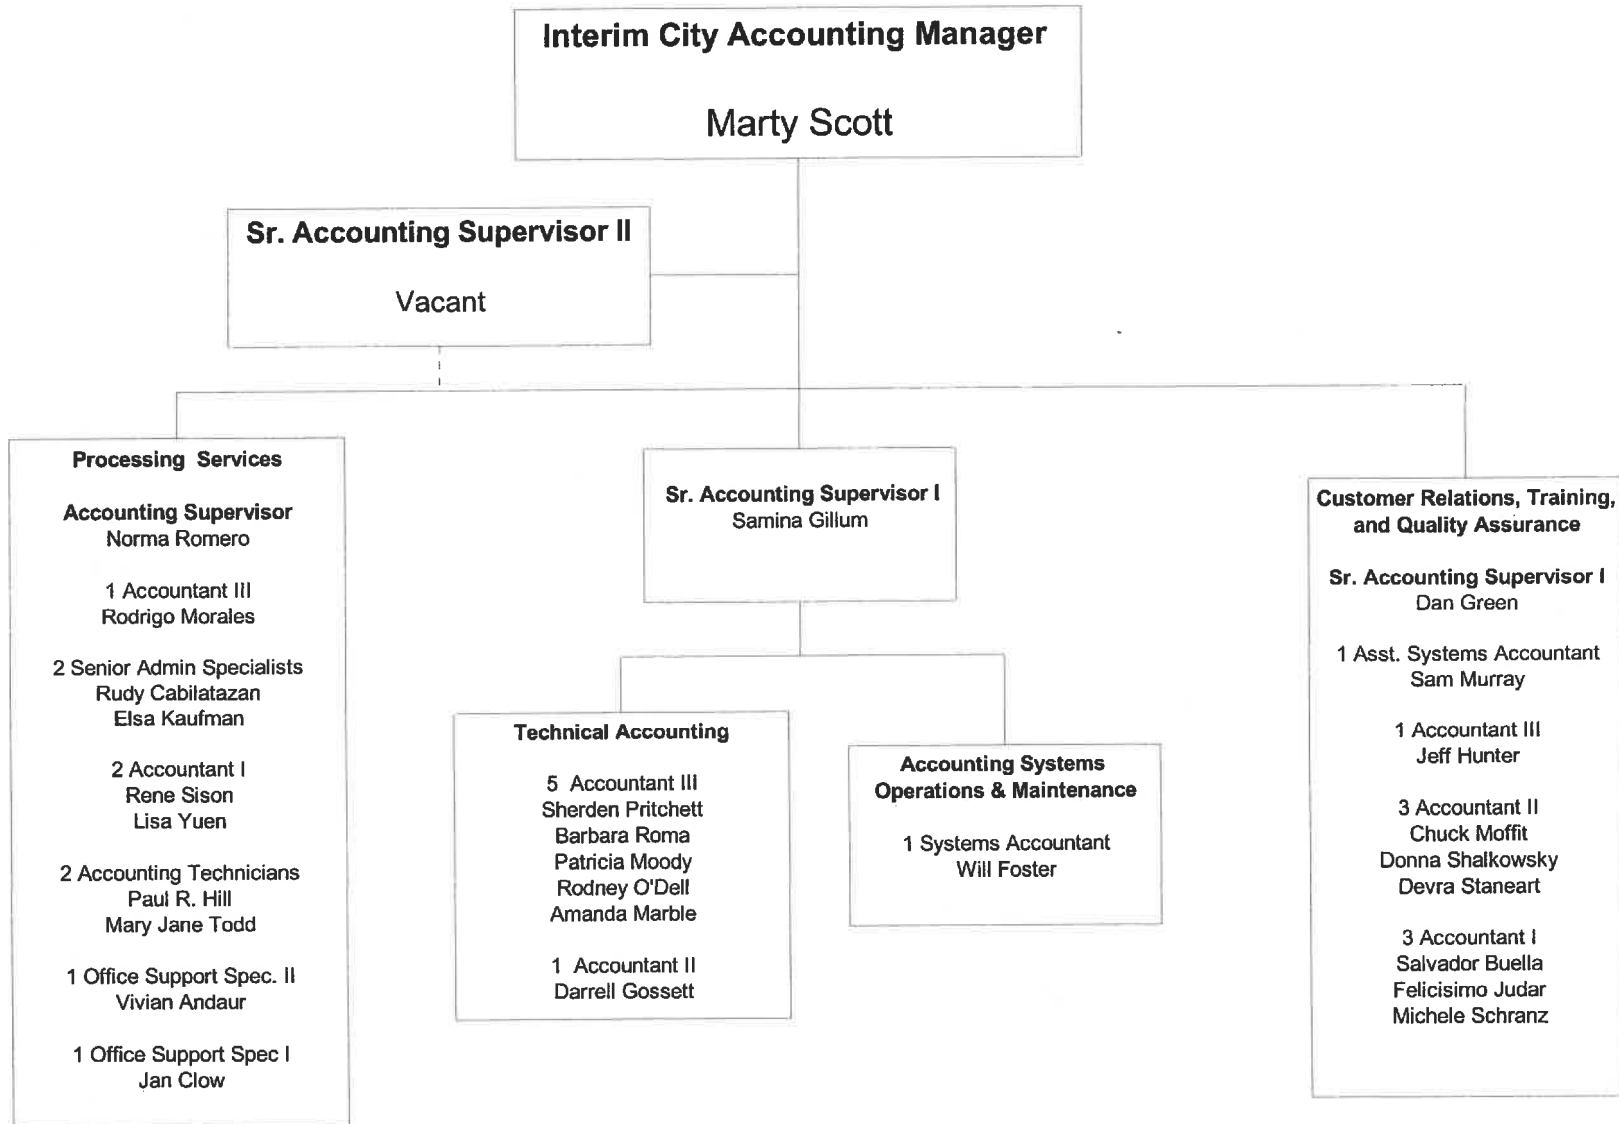 Interim City Accounting Manager
Marty Scott
Sr. Accounting Supervisor II
Vacant
Processing Services
Accounting Supervisor
Norma Romero
1 Accountant III
Rodrigo Morales
2 Senior Admin Specialists
Rudy Cabilatazan
Elsa Kaufman
2 Accountant I
Rene Sison
Lisa Yuen
2 Accounting Technicians
Paul R. Hill
Mary Jane Todd
1 Office Support Spec. II
Vivian Andaur
1 Office Support Spec I
Jan Clow
Sr. Accounting Supervisor I
Samina Gillum
Technical Accounting
5 Accountant III
Sherden Pritchett
Barbara Roma
Patricia Moody
Rodney O'Dell
Amanda Marble
1 Accountant II
Darrell Gossett
Accounting Systems
Operations & Maintenance
1 Systems Accountant
Will Foster
Customer Relations, Training,
and Quality Assurance
Sr. Accounting Supervisor I
Dan Green
1 Asst. Systems Accountant
Sam Murray
1 Accountant III
Jeff Hunter
3 Accountant II
Chuck Moffit
Donna Shalkowsky
Devra Staneart
3 Accountant I
Salvador Buella
Felicisimo Judar
Michele Schranz